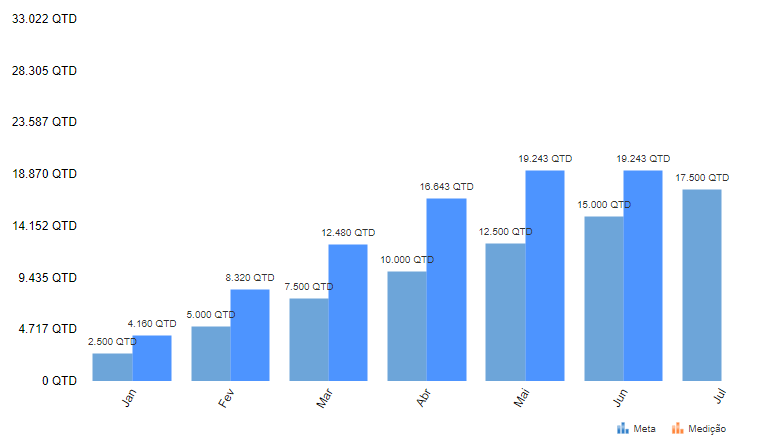 33.022 QTD
28.305 QTD
23.587 QTD
18.870 QTD
14.152 QTD
9.435 QTD
4.717 QTD
0 QTD
2.500 QTD
4.160 QTD
5.000 QTD
8.320 QTD
7.500 QTD
12.480 QTD
10.000 QTD
16.643 QTD
12.500 QTD
19.243 QTD
15.000 QTD
19.243 QTD
17.500 QTD
Jan
Fev
Mar
Abr
Mai
Jun
Jul
Meta
Medição